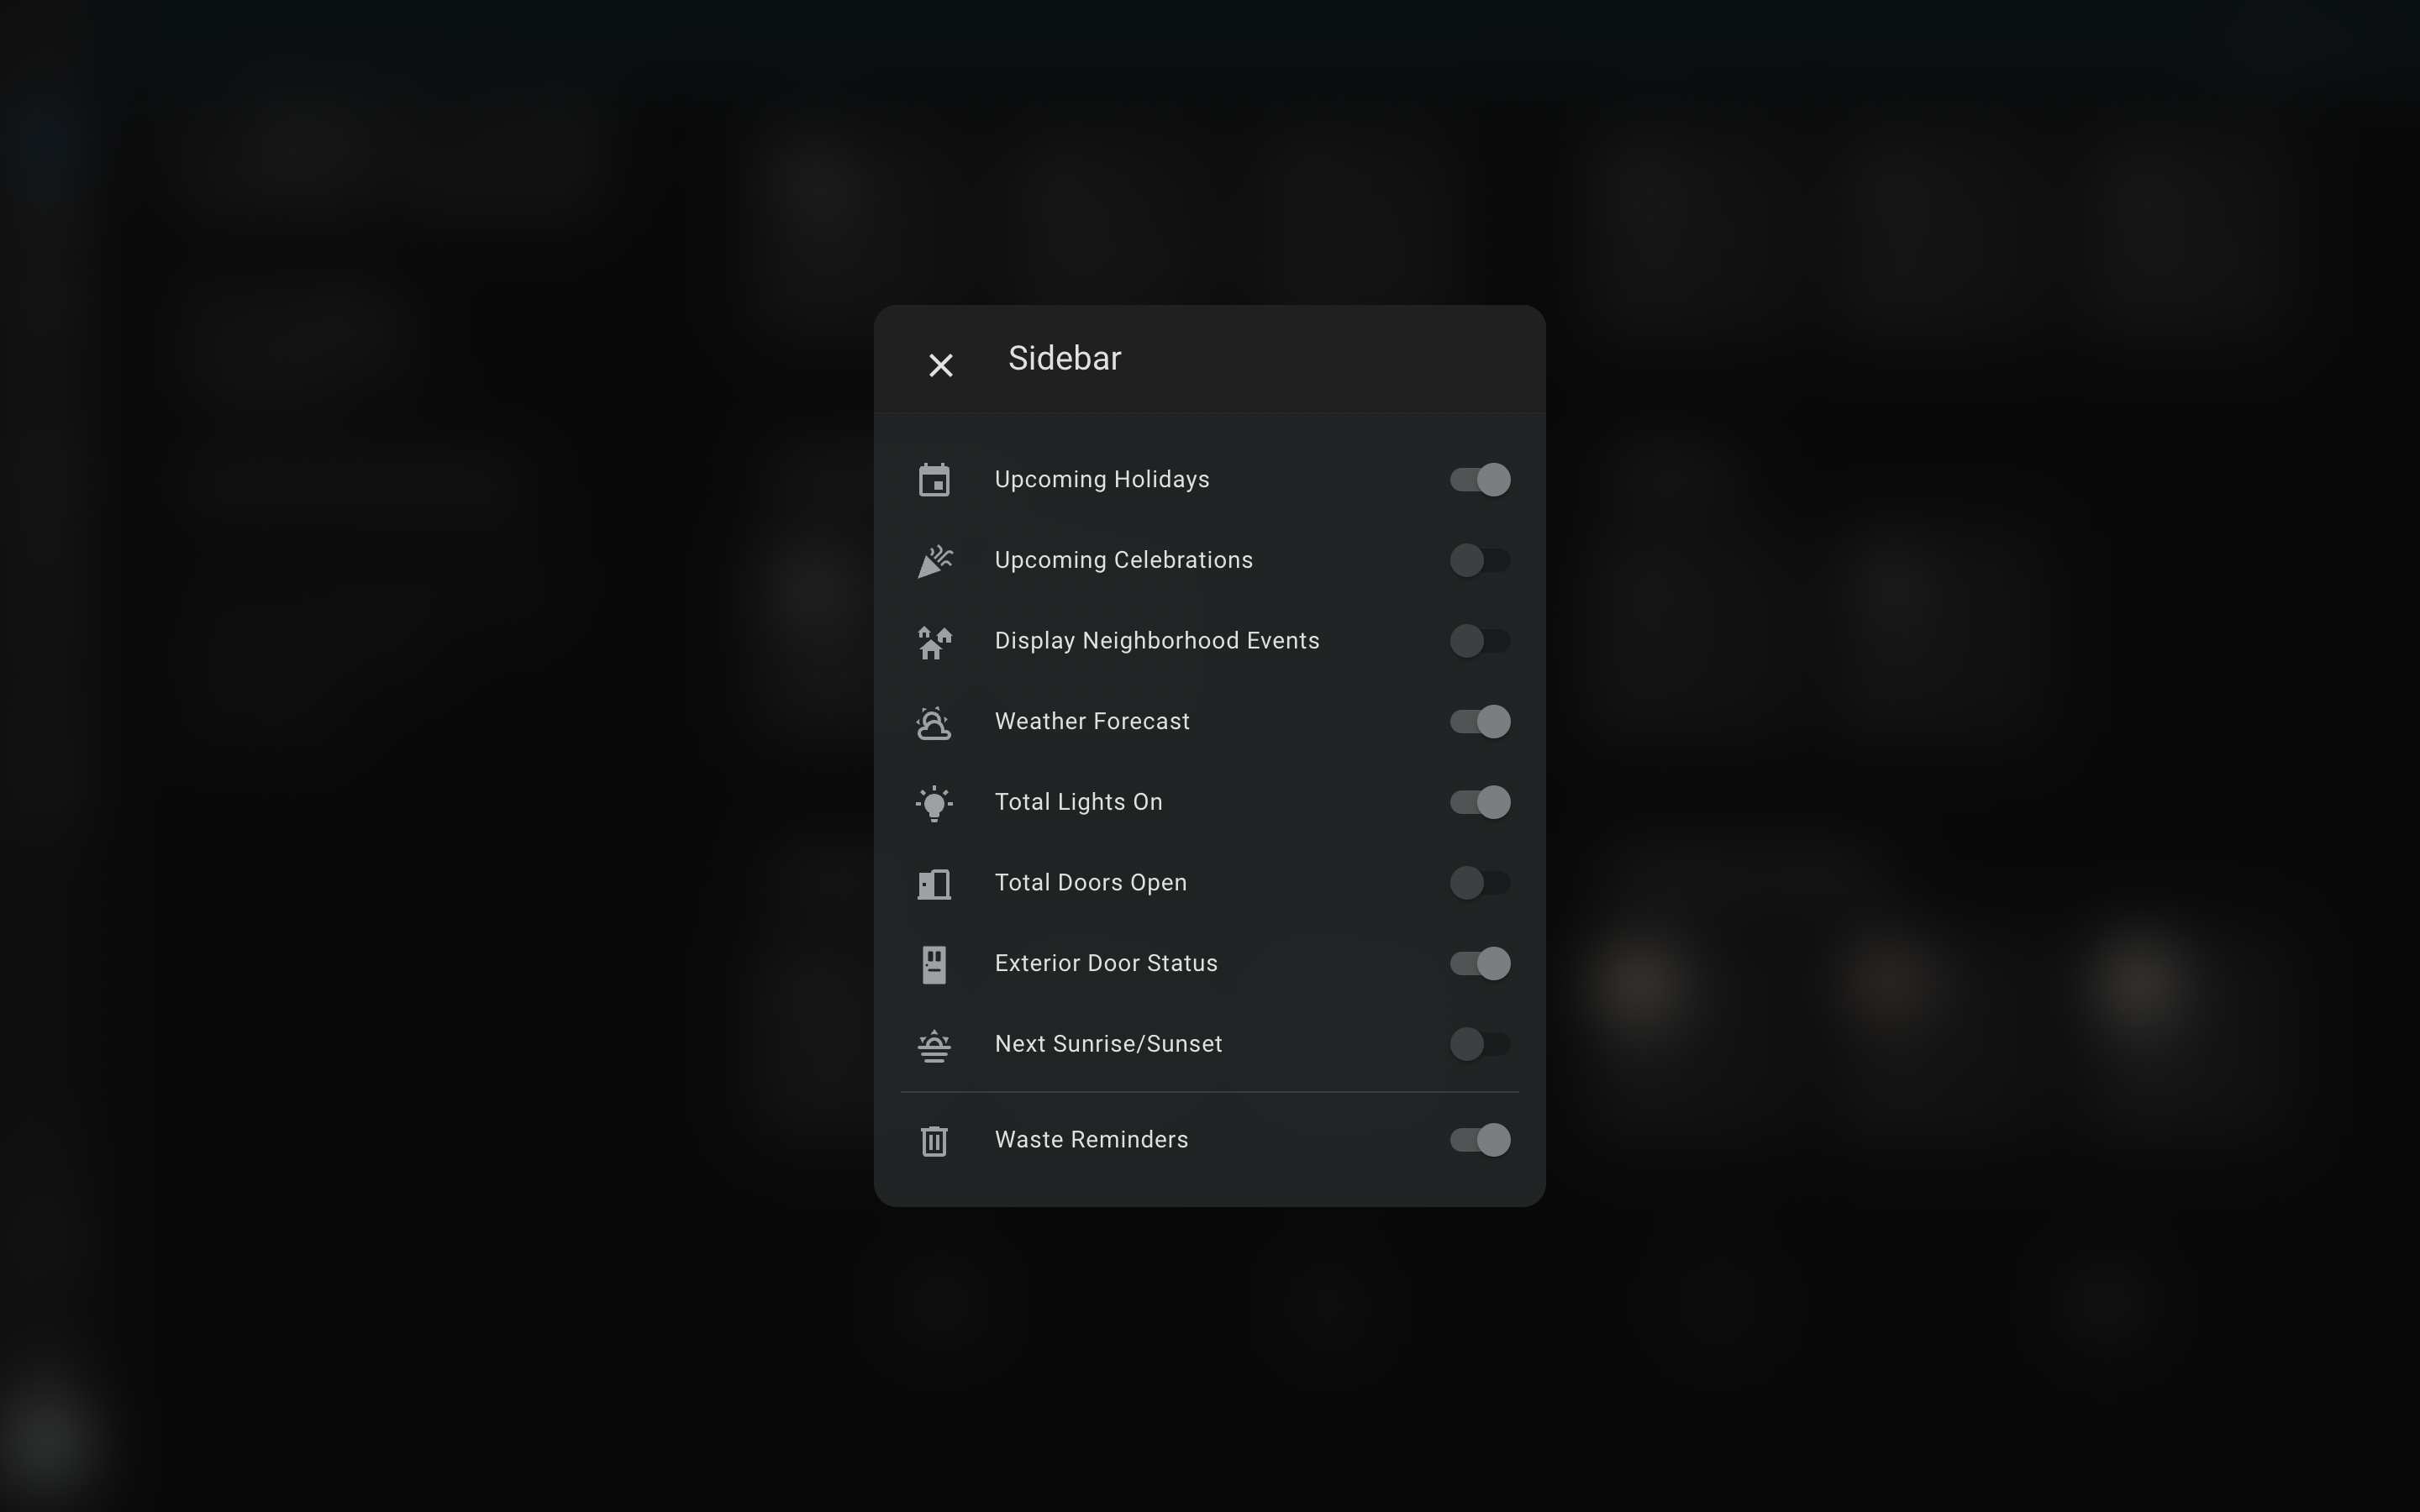 Sidebar
Upcoming Holidays
Upcoming Celebrations
Display Neighborhood Events
Weather Forecast
Total Lights On
Total Doors Open
Exterior Door Status
Next Sunrise/Sunset
Waste Reminders